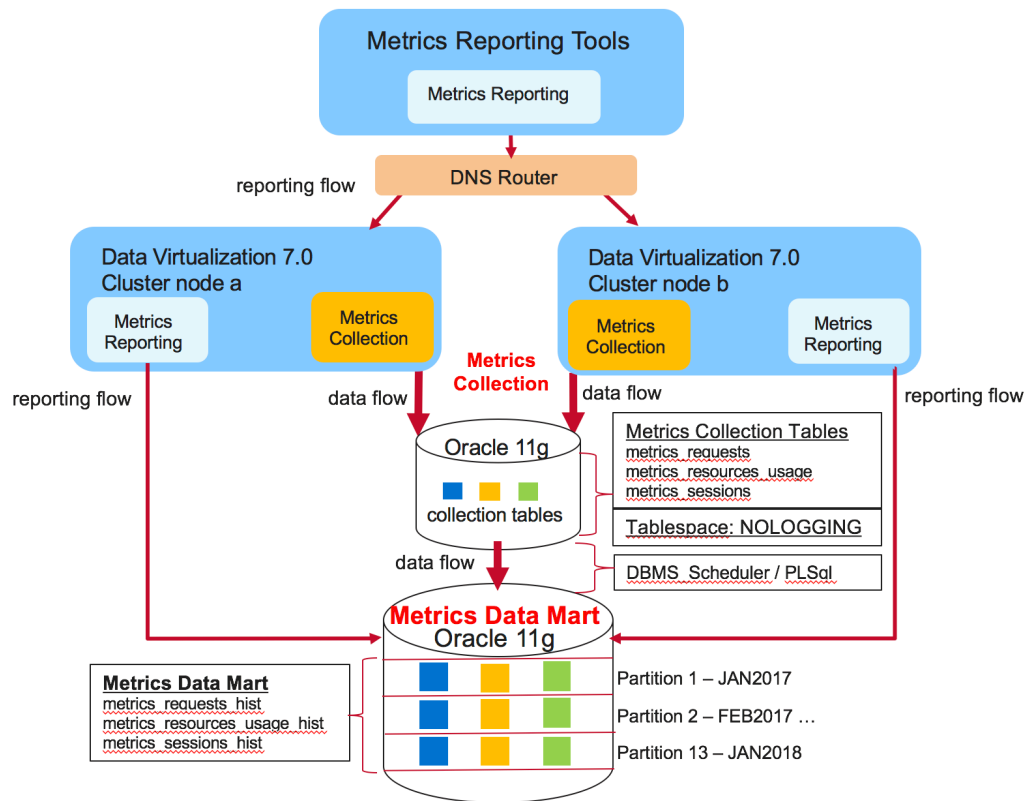 Metrics Reporting Tools
Metrics Reporting
DNS Router
reporting flow
Data Virtualization 7.0
Cluster node a
Metrics
Reporting
Metrics
Collection
Data Virtualization 7.0
Cluster node b
Metrics
Collection
Metrics
Reporting
Metrics
Collection
reporting flow
data flow
data flow
reporting flow
Oracle 11g
collection tables
Metrics Collection Tables
metrics_requests
metrics_resources_usage
metrics_sessions
Tablespace: NOLOGGING
data flow
DBMS_Scheduler / PLSql
Metrics Data Mart
Oracle 11g
Metrics Data Mart
metrics_requests_hist
metrics_resources_usage_hist
metrics_sessions_hist
Partition 1 – JAN2017
Partition 2 – FEB2017 …
Partition 13 – JAN2018